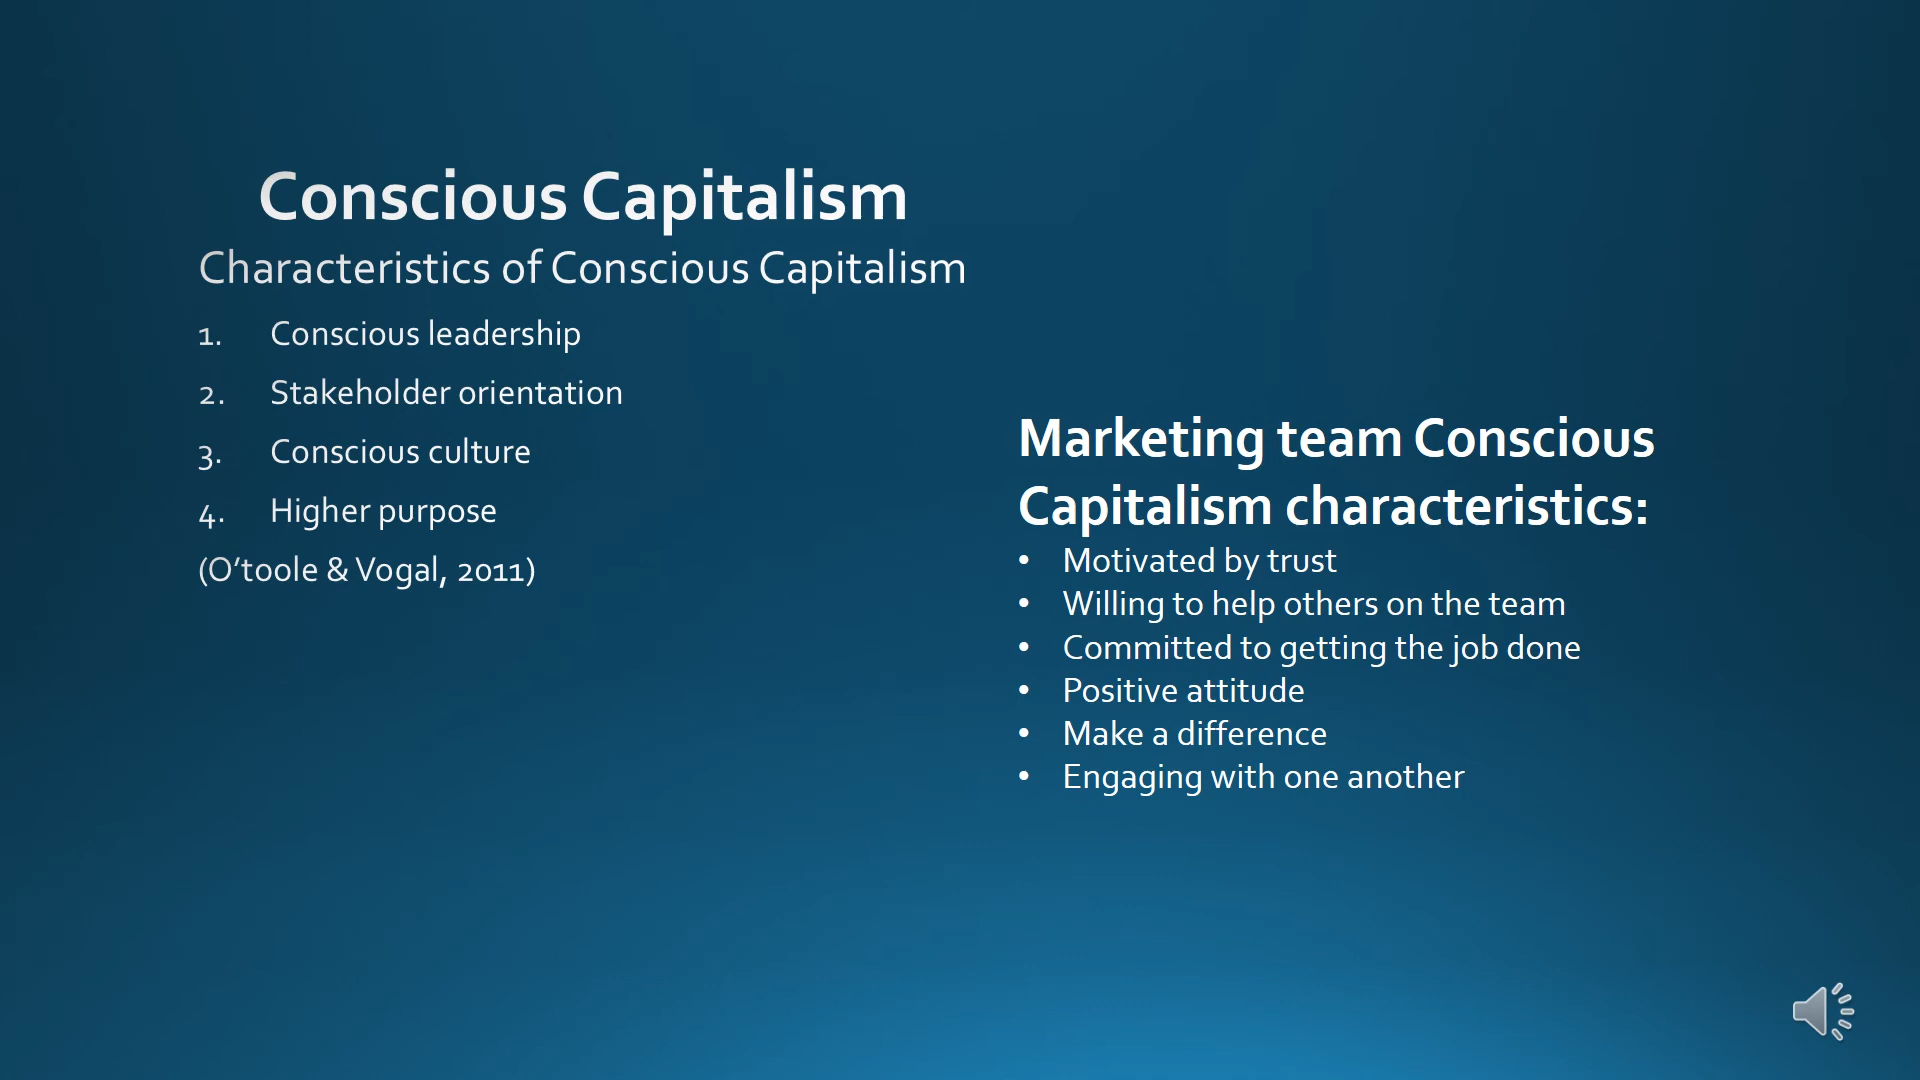 Conscious Capitalism
Characteristics of Conscious Capitalism
1. Conscious leadership
2. Stakeholder orientation
3. Conscious culture
4. Higher purpose
(O’toole & Vogal, 2011)
Marketing team Conscious
Capitalism characteristics:
• Motivated by trust
• Willing to help others on the team
• Committed to getting the job done
• Positive attitude
• Make a difference
• Engaging with one another